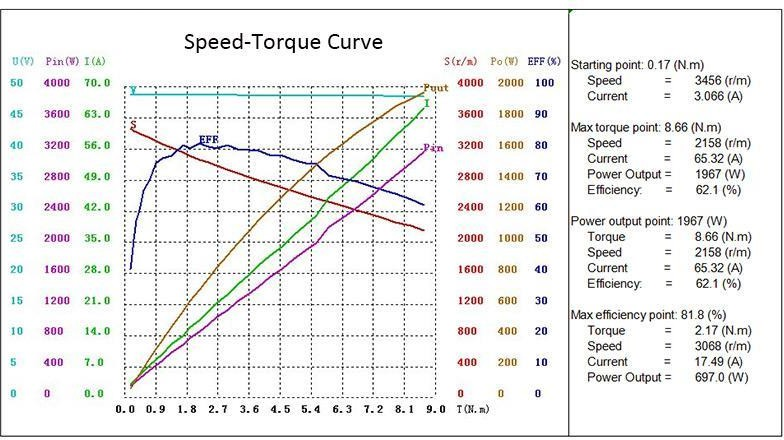 Speed-Torque Curve
U(V) Pin(W) I(A) S(r/m) Po(W) EFF(%)
50 4000 70.0 4000 2000 100
45 3600 63.0 3600 1800 90
40 3200 56.0 3200 1600 80
35 2800 49.0 2800 1400 70
30 2400 42.0 2400 1200 60
25 2000 35.0 2000 1000 50
20 1600 28.0 1600 800 40
15 1200 21.0 1200 600 30
10 800 14.0 800 400 20
5 400 7.0 400 200 10
0 0 0.0 0 0 0
0.0 0.9 1.8 2.7 3.6 4.5 5.4 6.3 7.2 8.1 9.0 T(N.m)
V
S
EFF
Pout
I
Pin
Starting point: 0.17 (N.m)
Speed = 3456 (r/m)
Current = 3.066 (A)
Max torque point: 8.66 (N.m)
Speed = 2158 (r/m)
Current = 65.32 (A)
Power Output = 1967 (W)
Efficiency: = 62.1 (%)
Power output point: 1967 (W)
Torque = 8.66 (N.m)
Speed = 2158 (r/m)
Current = 65.32 (A)
Efficiency: = 62.1 (%)
Max efficiency point: 81.8 (%)
Torque = 2.17 (N.m)
Speed = 3068 (r/m)
Current = 17.49 (A)
Power Output = 697.0 (W)